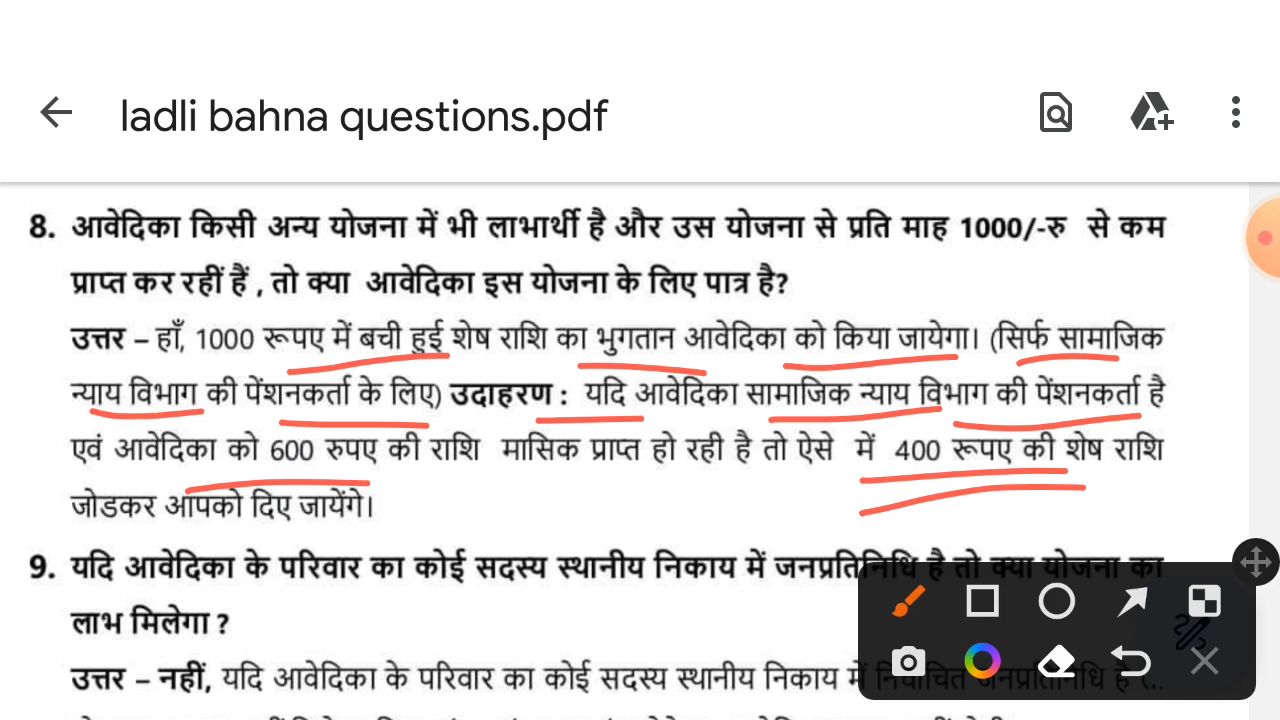 ladli bahna questions.pdf
8. आवेदिका किसी अन्य योजना में भी लाभार्थी है और उस योजना से प्रति माह 1000/-रु से कम
प्राप्त कर रहीं हैं , तो क्या आवेदिका इस योजना के लिए पात्र है?
उत्तर – हाँ, 1000 रूपए में बची हुई शेष राशि का भुगतान आवेदिका को किया जायेगा। (सिर्फ सामाजिक
न्याय विभाग की पेंशनकर्ता के लिए) उदाहरण : यदि आवेदिका सामाजिक न्याय विभाग की पेंशनकर्ता है
एवं आवेदिका को 600 रुपए की राशि मासिक प्राप्त हो रही है तो ऐसे में 400 रूपए की शेष राशि
जोडकर आपको दिए जायेंगे।
9. यदि आवेदिका के परिवार का कोई सदस्य स्थानीय निकाय में जनप्रतिनिधि है तो क्या योजना का
लाभ मिलेगा ?
उत्तर – नहीं, यदि आवेदिका के परिवार का कोई सदस्य स्थानीय निकाय में निर्वाचित जनप्रतिनिधि है